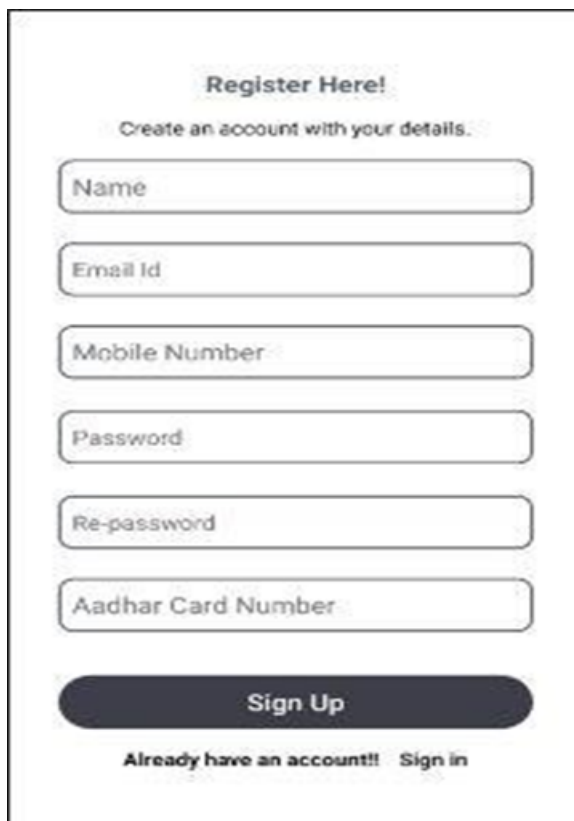 Register Here!
Create an account with your details.
Name
Email Id
Mobile Number
Password
Re-password
Aadhar Card Number
Sign Up
Already have an account!! Sign in